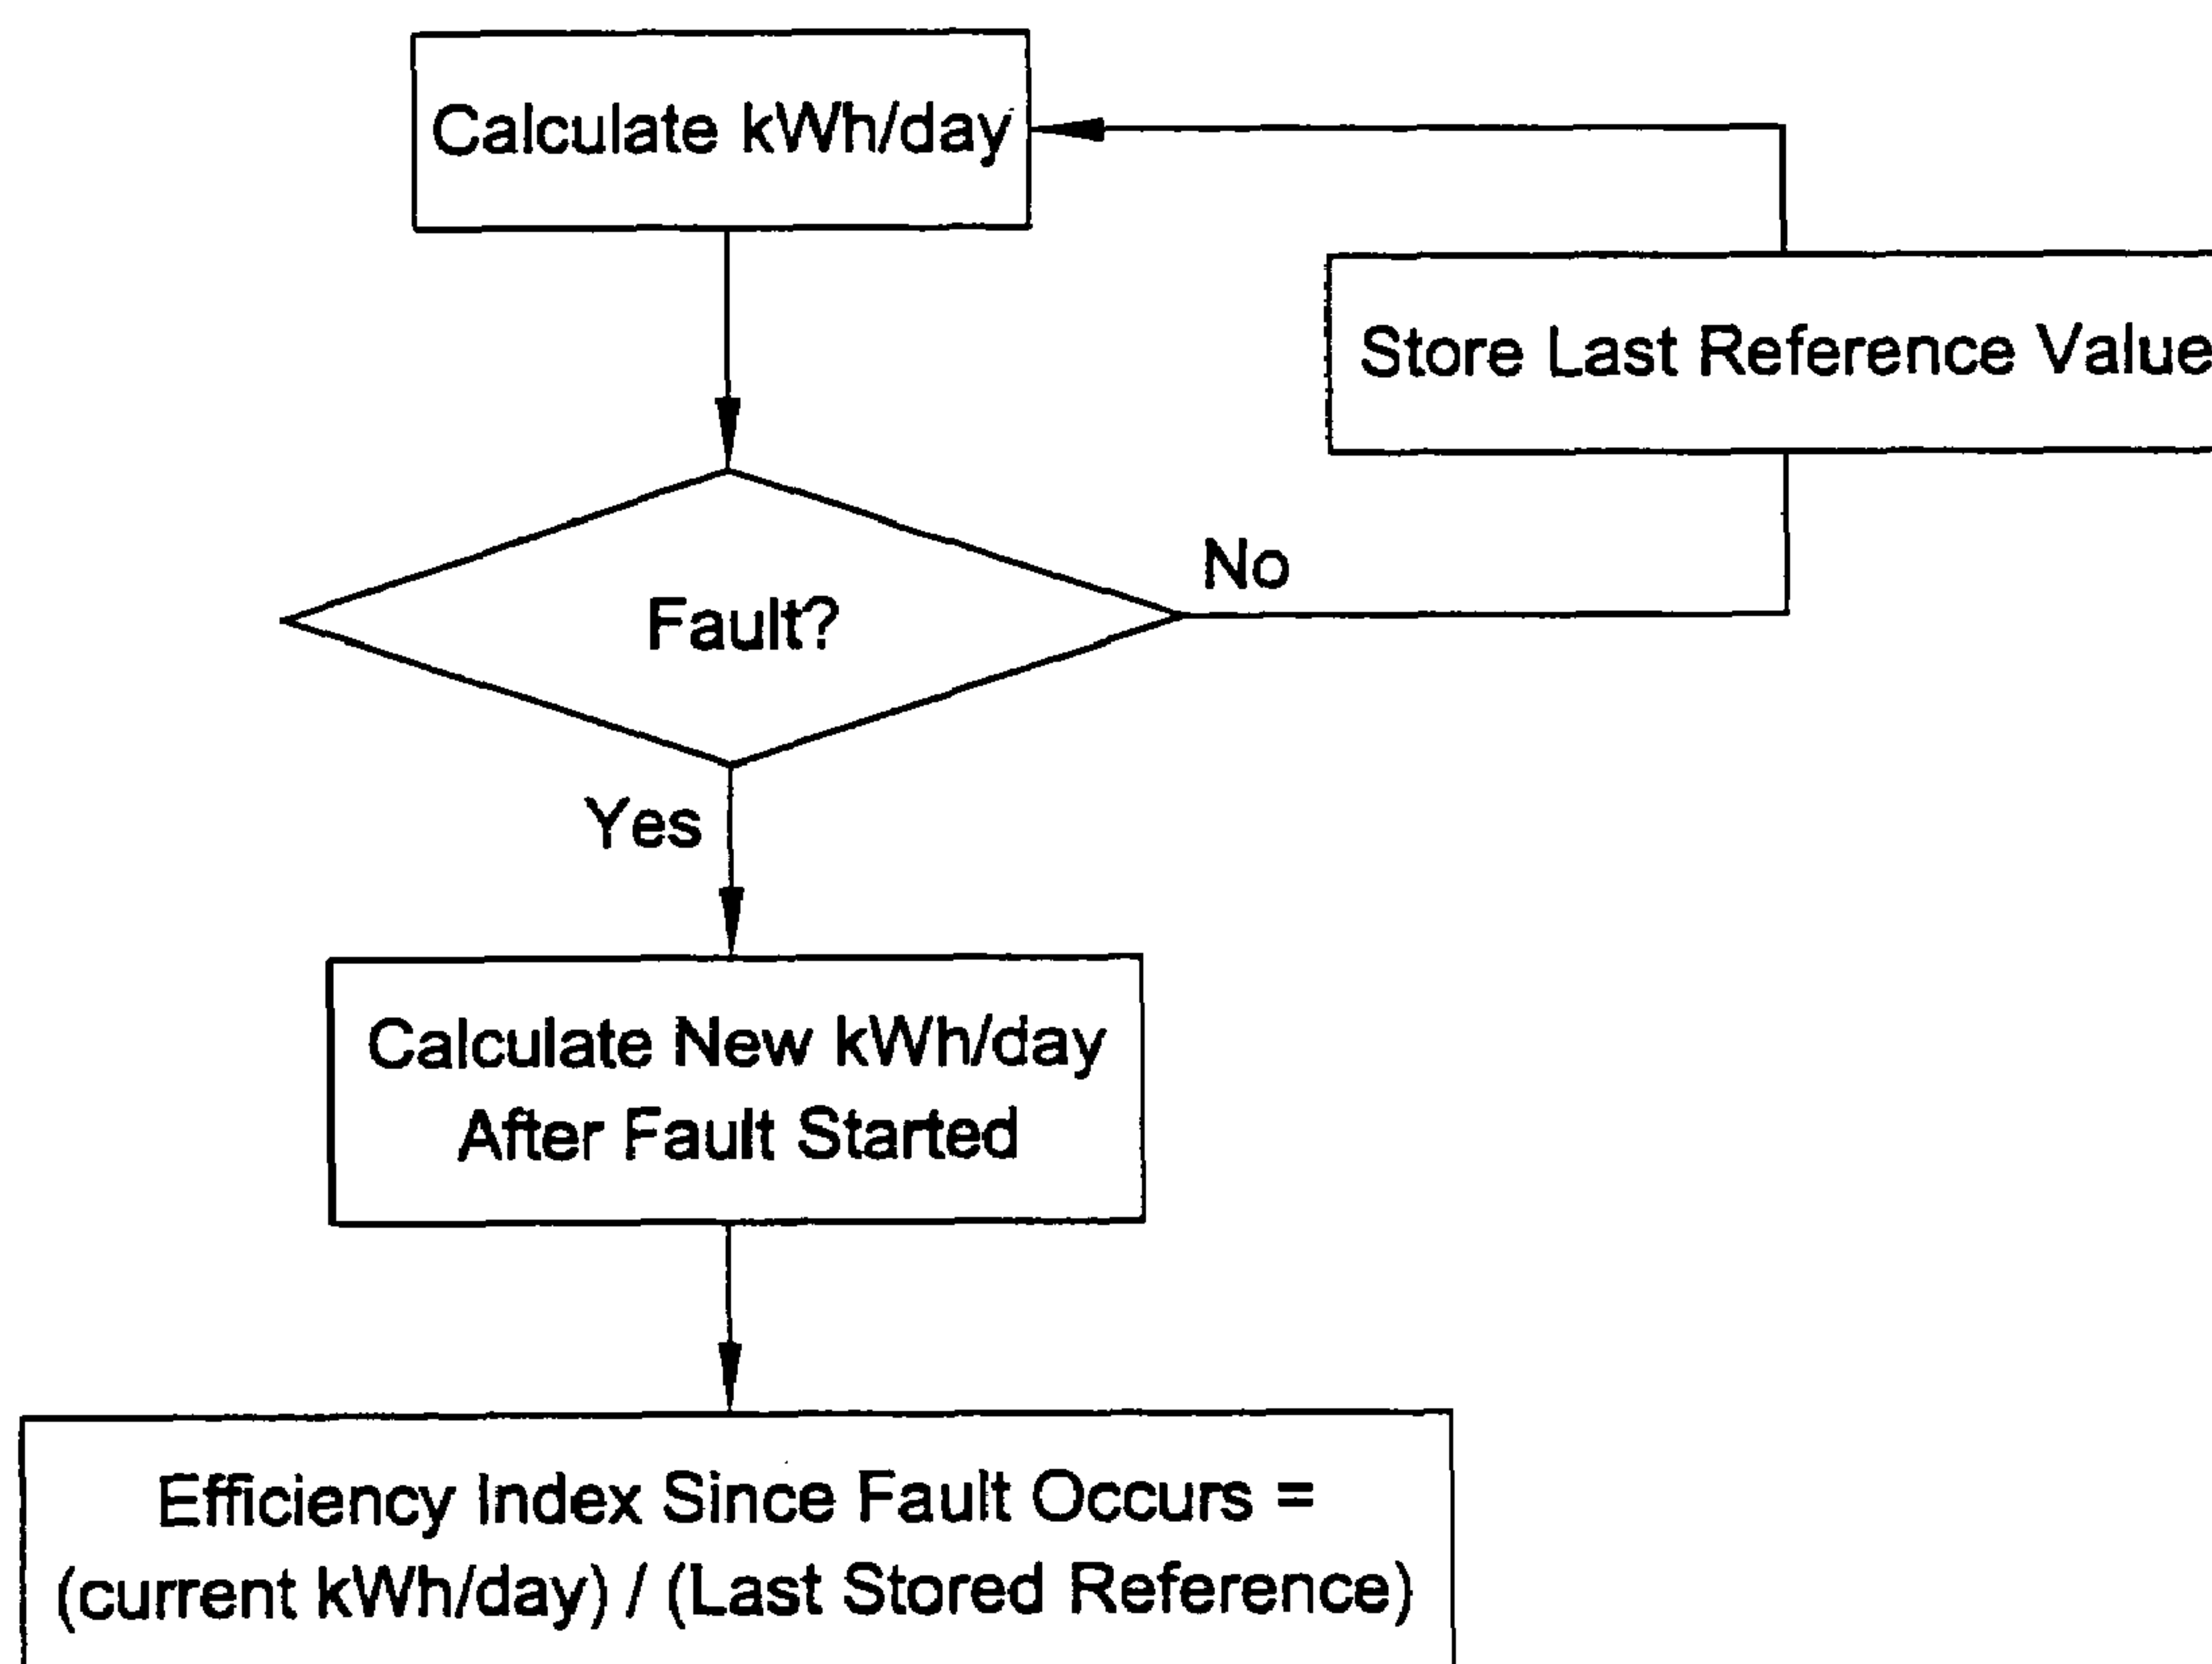 Calculate kWh/day
Store Last Reference Value
Fault?
No
Yes
Calculate New kWh/day
After Fault Started
Efficiency Index Since Fault Occurs =
(current kWh/day) / (Last Stored Reference)